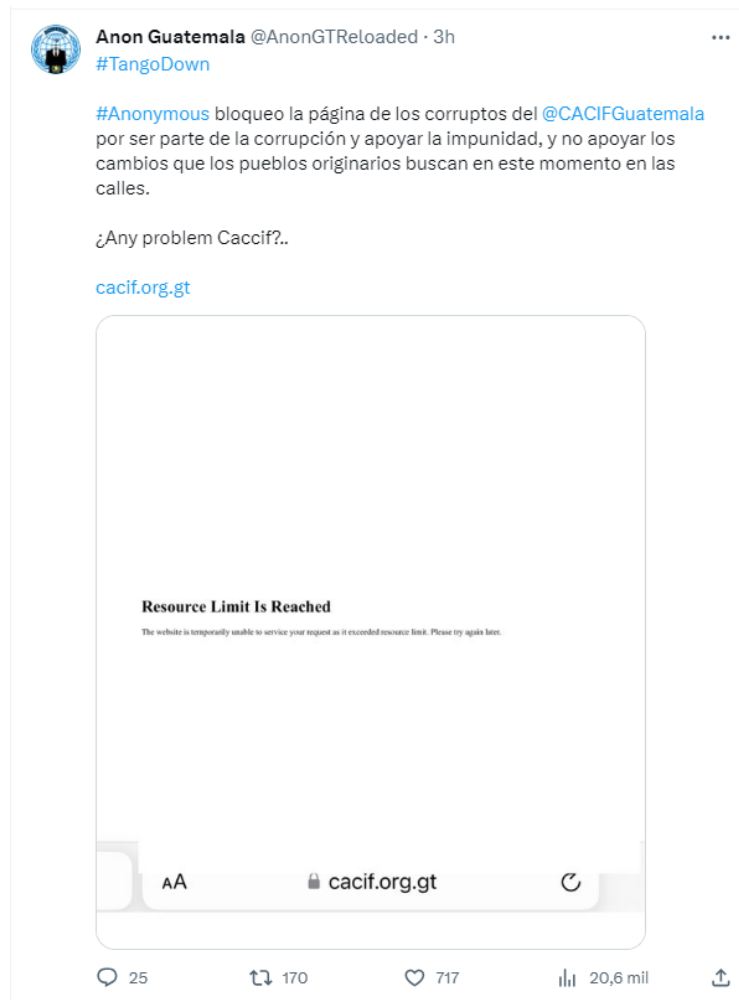 Anon Guatemala @AnonGTReloaded · 3h
#TangoDown
#Anonymous bloqueo la página de los corruptos del @CACIFGuatemala
por ser parte de la corrupción y apoyar la impunidad, y no apoyar los
cambios que los pueblos originarios buscan en este momento en las
calles.
¿Any problem Caccif?..
cacif.org.gt
Resource Limit Is Reached
The website is temporarily unable to service your request as it exceeded resource limit. Please try again later.
AA cacif.org.gt
25 170 717 20,6 mil